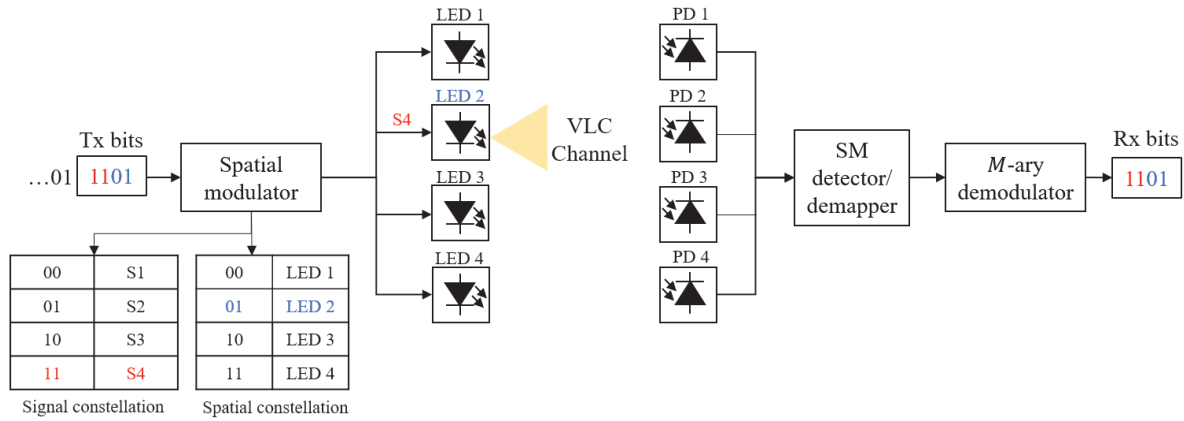 LED 1
PD 1
LED 2
S4
PD 2
VLC
Channel
Tx bits
…01 1101
Spatial
modulator
SM
detector/
demapper
M-ary
demodulator
Rx bits
1101
LED 3
PD 3
LED 4
PD 4
00 S1
01 S2
10 S3
11 S4
Signal constellation
00 LED 1
01 LED 2
10 LED 3
11 LED 4
Spatial constellation